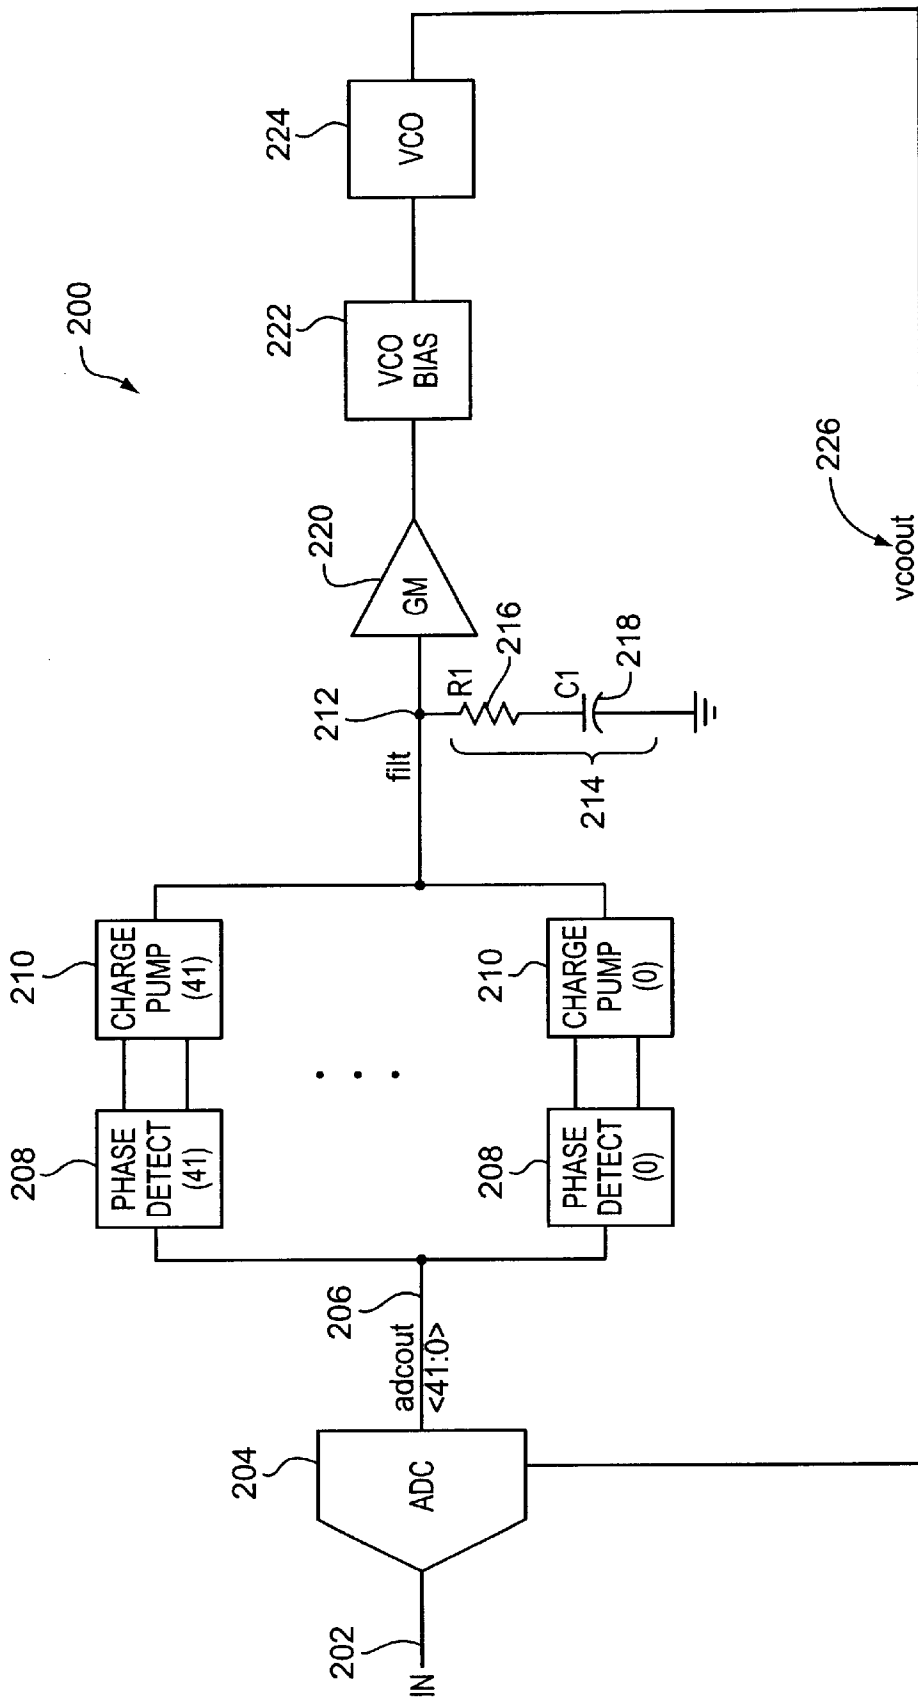 200
IN
202
204
ADC
adcout
<41:0>
206
208
PHASE
DETECT
(41)
210
CHARGE
PUMP
(41)
208
PHASE
DETECT
(0)
210
CHARGE
PUMP
(0)
filt
212
R1
216
C1
218
214
220
GM
222
VCO
BIAS
224
VCO
226
vcoout